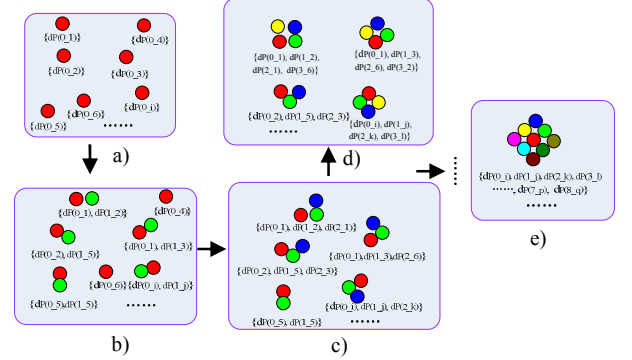 {dP(0_1)}
{dP(0_4)}
{dP(0_2)}
{dP(0_3)}
{dP(0_5)}
{dP(0_6)}
{dP(0_i)}
......
a)
{dP(0_1), dP(1_2)}
{dP(0_4)}
{dP(0_2), dP(1_5)}
{dP(0_1), dP(1_3)}
{dP(0_5),dP(1_5)}
{dP(0_6)}
{dP(0_i), dP(1_j)}
......
b)
{dP(0_1), dP(1_2), dP(2_1)}
{dP(0_1),dP(1_3),dP(2_6)}
{dP(0_2), dP(1_5), dP(2_3)}
{dP(0_5), dP(1_5)}
{dP(0_i), dP(1_j), dP(2_k)}
......
c)
{dP(0_1), dP(1_2),
dP(2_1), dP(3_6)}
{dP(0_1), dP(1_3),
dP(2_6), dP(3_2)}
{dP(0_2), dP(1_5), dP(2_3)}
......
{dP(0_i), dP(1_j),
dP(2_k), dP(3_l)}
d)
{dP(0_i), dP(1_j), dP(2_k), dP(3_l)
......, dP(7_p), dP(8_q)}
......
e)